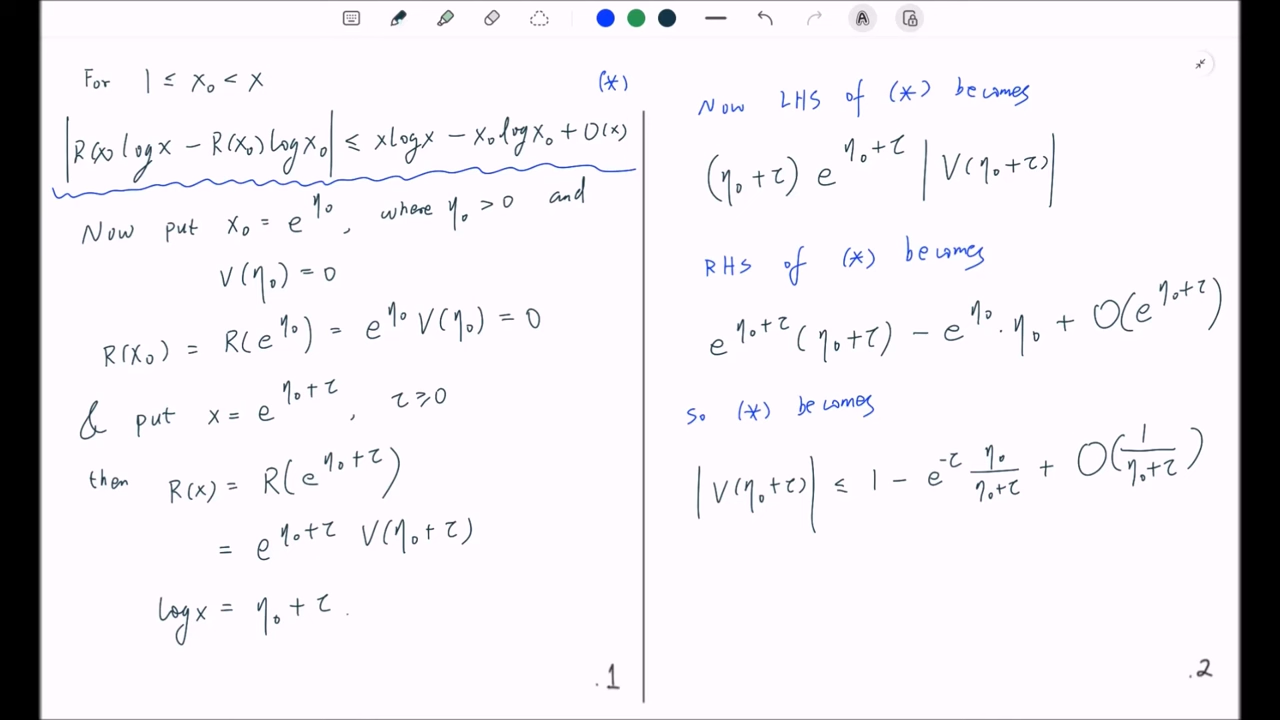 For 1 ≤ x₀ < x (*)
|R(x) log x − R(x₀) log x₀| ≤ x log x − x₀ log x₀ + O(x)
Now put x₀ = e^{η₀}, where η₀ > 0 and
V(η₀) = 0
R(x₀) = R(e^{η₀}) = e^{η₀} V(η₀) = 0
& put x = e^{η₀+τ}, τ ⩾ 0
then R(x) = R(e^{η₀+τ})
= e^{η₀+τ} V(η₀+τ)
log x = η₀ + τ.
.1
Now LHS of (*) becomes
(η₀+τ) e^{η₀+τ} |V(η₀+τ)|
RHS of (*) becomes
e^{η₀+τ} (η₀+τ) − e^{η₀} · η₀ + O(e^{η₀+τ})
So (*) becomes
|V(η₀+τ)| ≤ 1 − e^{-τ} η₀/(η₀+τ) + O(1/(η₀+τ))
.2